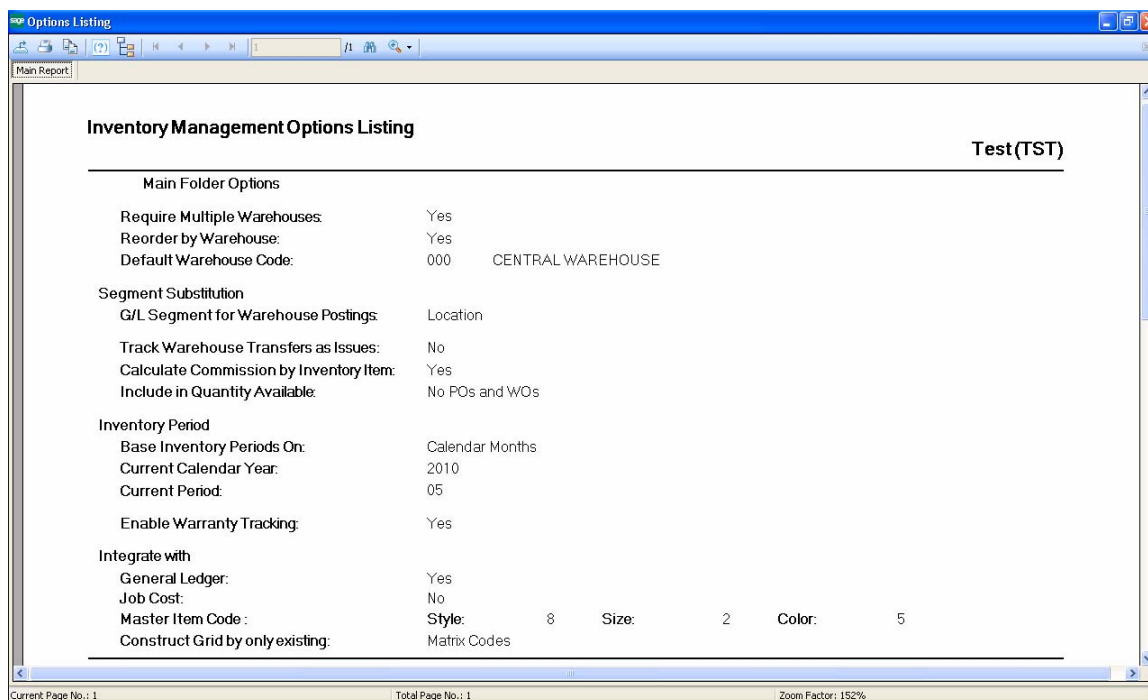 sage Options Listing
(?) 1 /1
Main Report
Inventory Management Options Listing
Test (TST)
Main Folder Options
Require Multiple Warehouses: Yes
Reorder by Warehouse: Yes
Default Warehouse Code: 000 CENTRAL WAREHOUSE
Segment Substitution
G/L Segment for Warehouse Postings: Location
Track Warehouse Transfers as Issues: No
Calculate Commission by Inventory Item: Yes
Include in Quantity Available: No POs and WOs
Inventory Period
Base Inventory Periods On: Calendar Months
Current Calendar Year: 2010
Current Period: 05
Enable Warranty Tracking: Yes
Integrate with
General Ledger: Yes
Job Cost: No
Master Item Code : Style: 8 Size: 2 Color: 5
Construct Grid by only existing: Matrix Codes
Current Page No.: 1 Total Page No.: 1 Zoom Factor: 152%